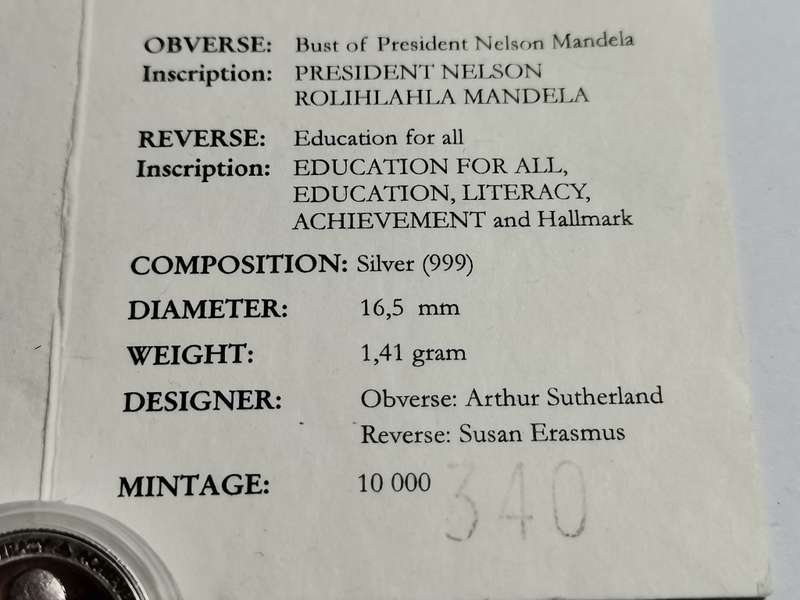 OBVERSE: Bust of President Nelson Mandela
Inscription: PRESIDENT NELSON
ROLIHLAHLA MANDELA
REVERSE: Education for all
Inscription: EDUCATION FOR ALL,
EDUCATION, LITERACY,
ACHIEVEMENT and Hallmark
COMPOSITION: Silver (999)
DIAMETER: 16,5 mm
WEIGHT: 1,41 gram
DESIGNER: Obverse: Arthur Sutherland
Reverse: Susan Erasmus
MINTAGE: 10 000
340